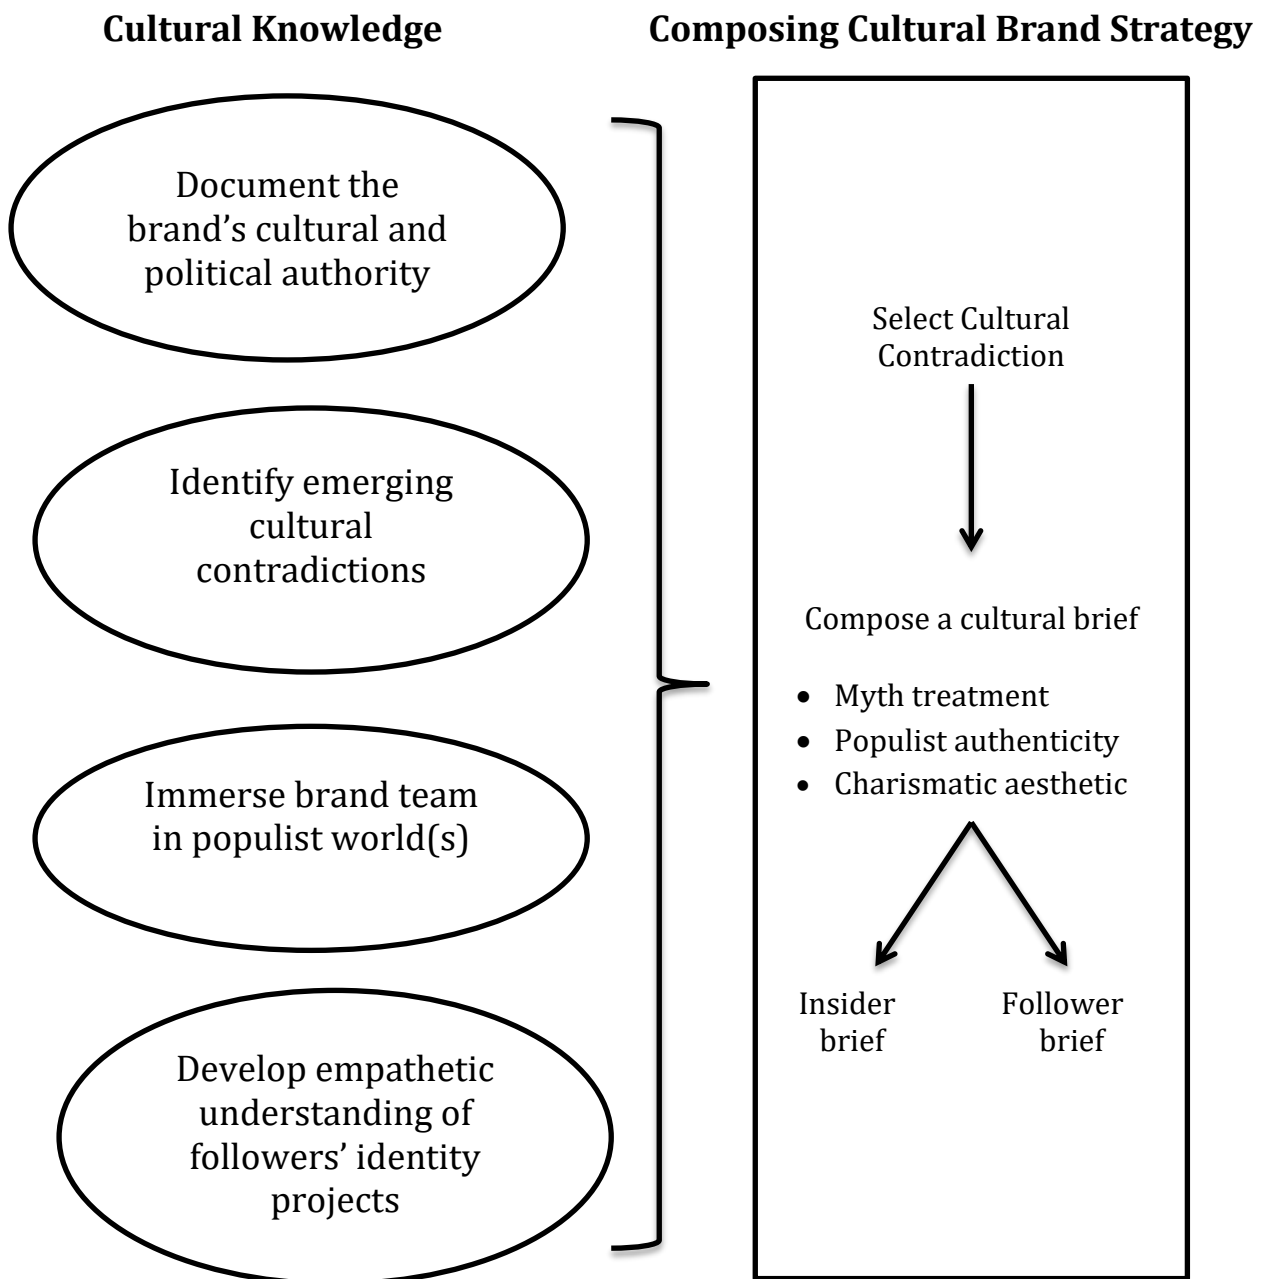 Cultural Knowledge
Document the
brand’s cultural and
political authority
Identify emerging
cultural
contradictions
Immerse brand team
in populist world(s)
Develop empathetic
understanding of
followers’ identity
projects
Composing Cultural Brand Strategy
Select Cultural
Contradiction
Compose a cultural brief
• Myth treatment
• Populist authenticity
• Charismatic aesthetic
Insider
brief
Follower
brief